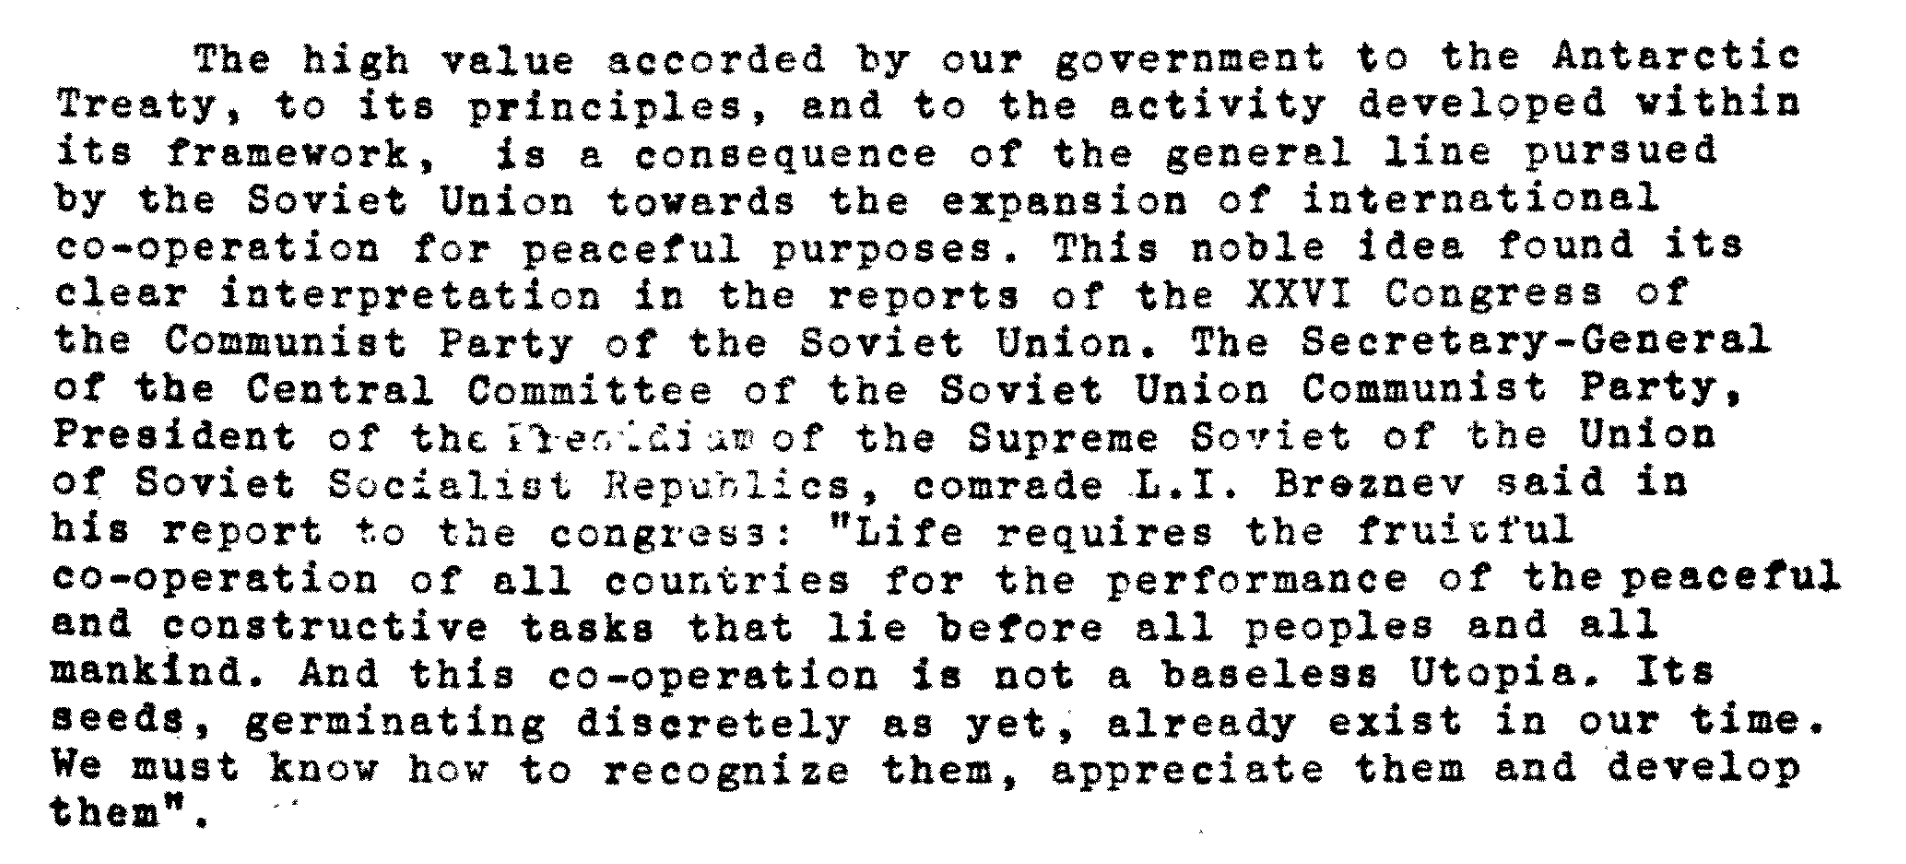 The high value accorded by our government to the Antarctic
Treaty, to its principles, and to the activity developed within
its framework, is a consequence of the general line pursued
by the Soviet Union towards the expansion of international
co-operation for peaceful purposes. This noble idea found its
clear interpretation in the reports of the XXVI Congress of
the Communist Party of the Soviet Union. The Secretary-General
of the Central Committee of the Soviet Union Communist Party,
President of the Presidium of the Supreme Soviet of the Union
of Soviet Socialist Republics, comrade L.I. Breznev said in
his report to the congress: "Life requires the fruitful
co-operation of all countries for the performance of the peaceful
and constructive tasks that lie before all peoples and all
mankind. And this co-operation is not a baseless Utopia. Its
seeds, germinating discretely as yet, already exist in our time.
We must know how to recognize them, appreciate them and develop
them".